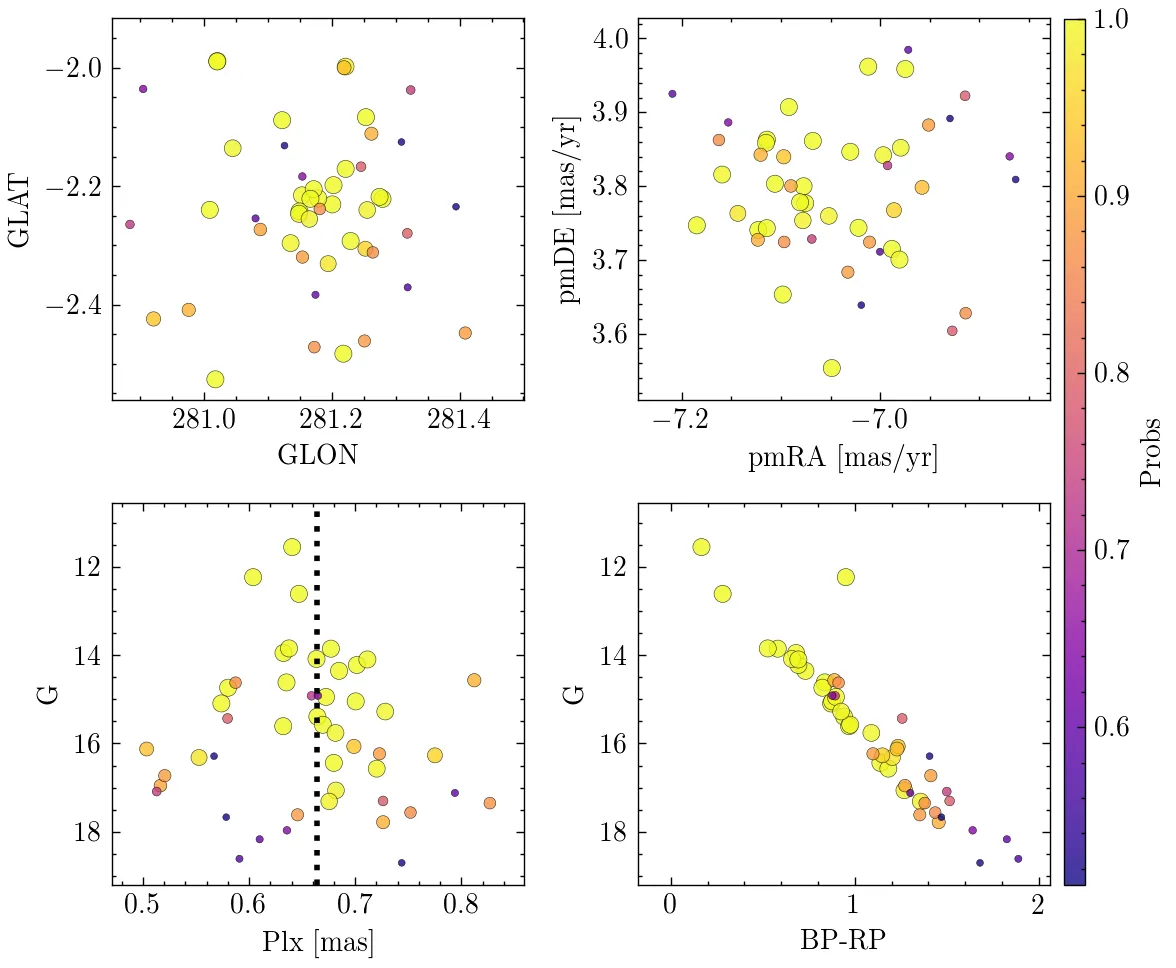 −2.0
−2.2
−2.4
GLAT
281.0 281.2 281.4
GLON
4.0
3.9
3.8
3.7
3.6
pmDE [mas/yr]
−7.2 −7.0
pmRA [mas/yr]
12
14
16
18
G
0.5 0.6 0.7 0.8
Plx [mas]
12
14
16
18
G
0 1 2
BP-RP
1.0
0.9
0.8
0.7
0.6
Probs